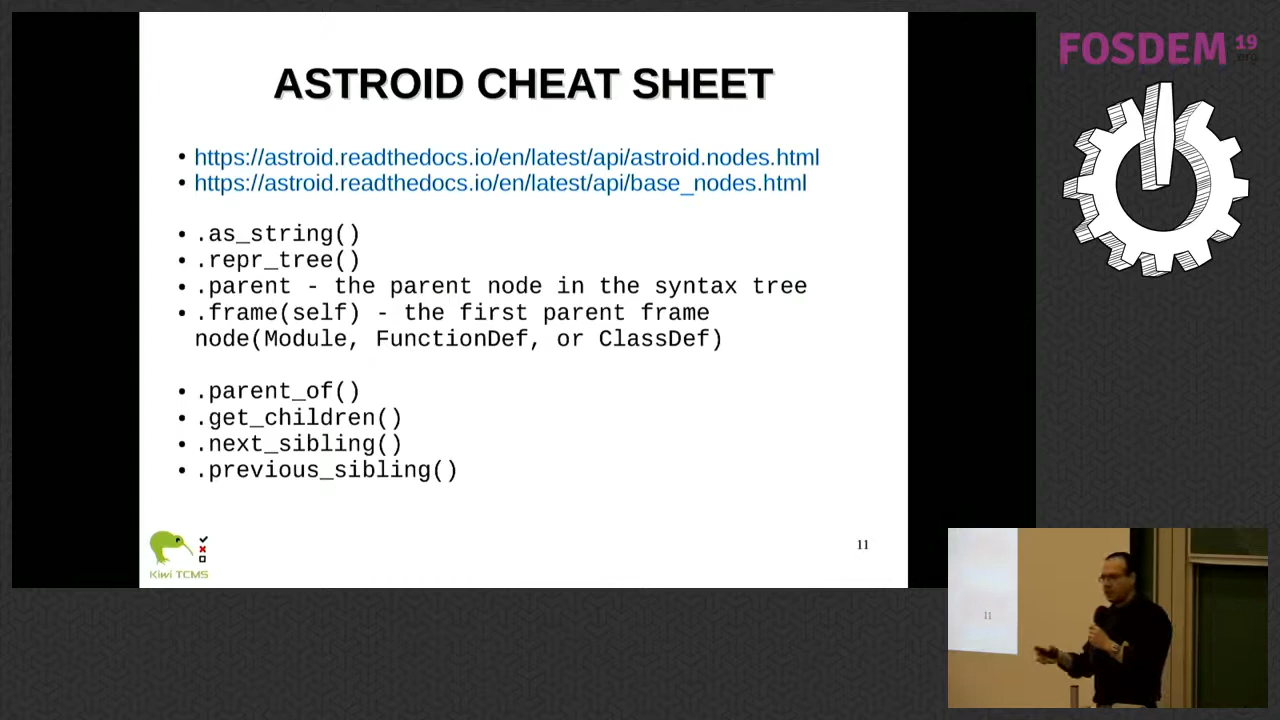 ASTROID CHEAT SHEET
FOSDEM 19
.org
• https://astroid.readthedocs.io/en/latest/api/astroid.nodes.html
• https://astroid.readthedocs.io/en/latest/api/base_nodes.html
• .as_string()
• .repr_tree()
• .parent - the parent node in the syntax tree
• .frame(self) - the first parent frame
node(Module, FunctionDef, or ClassDef)
• .parent_of()
• .get_children()
• .next_sibling()
• .previous_sibling()
Kiwi TCMS
11
11